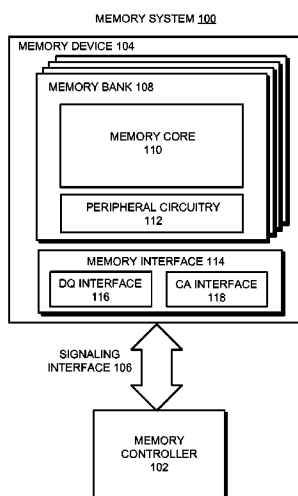 MEMORY SYSTEM 100
MEMORY DEVICE 104
MEMORY BANK 108
MEMORY CORE
110
PERIPHERAL CIRCUITRY
112
MEMORY INTERFACE 114
DQ INTERFACE
116
CA INTERFACE
118
SIGNALING
INTERFACE 106
MEMORY
CONTROLLER
102